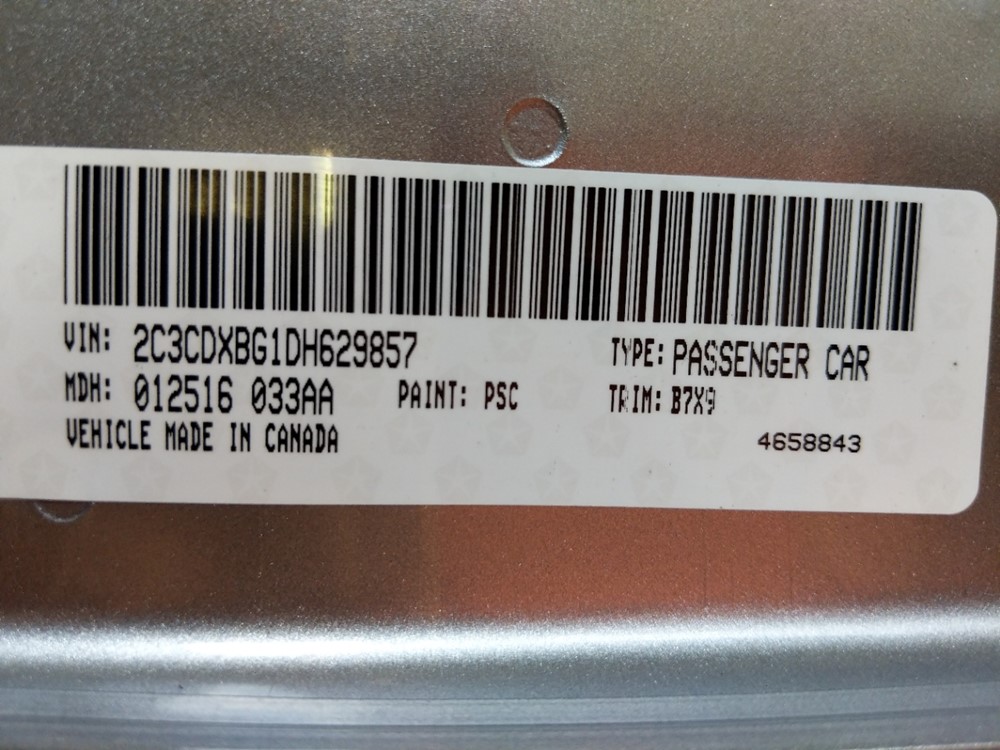 VIN: 2C3CDXBG1DH629857 TYPE: PASSENGER CAR
MDH: 012516 033AA PAINT: PSC TRIM: B7X9
VEHICLE MADE IN CANADA 4658843